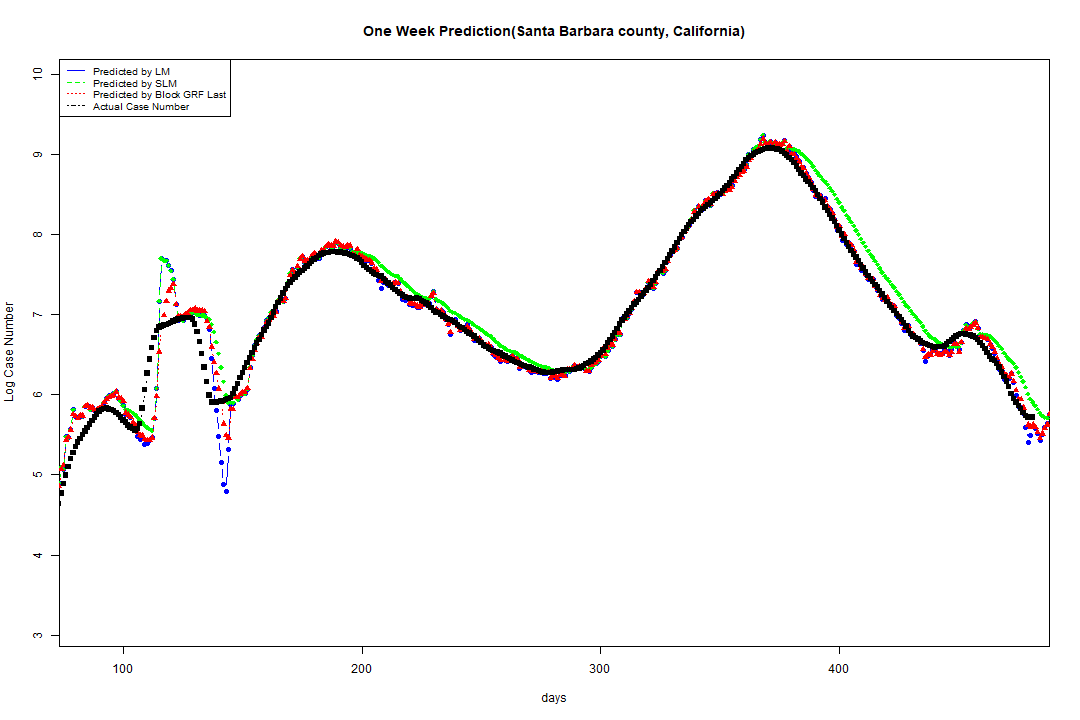 One Week Prediction(Santa Barbara county, California)
Predicted by LM
Predicted by SLM
Predicted by Block GRF Last
Actual Case Number
10
9
8
7
6
5
4
3
Log Case Number
100 200 300 400
days